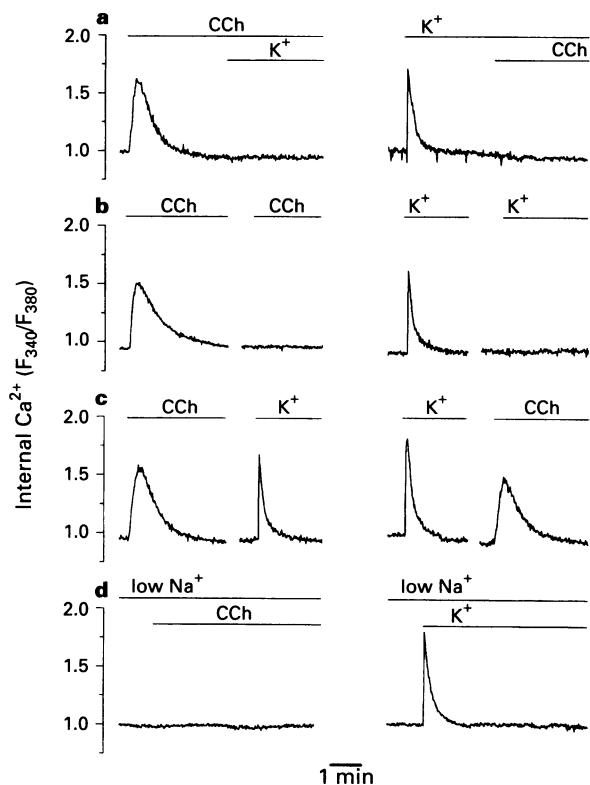 a
CCh
K⁺
2.0
1.5
1.0
K⁺
CCh
b
CCh
CCh
K⁺
K⁺
2.0
1.5
1.0
Internal Ca²⁺ (F₃₄₀/F₃₈₀)
c
CCh
K⁺
K⁺
CCh
2.0
1.5
1.0
d
low Na⁺
CCh
low Na⁺
K⁺
2.0
1.5
1.0
1 min